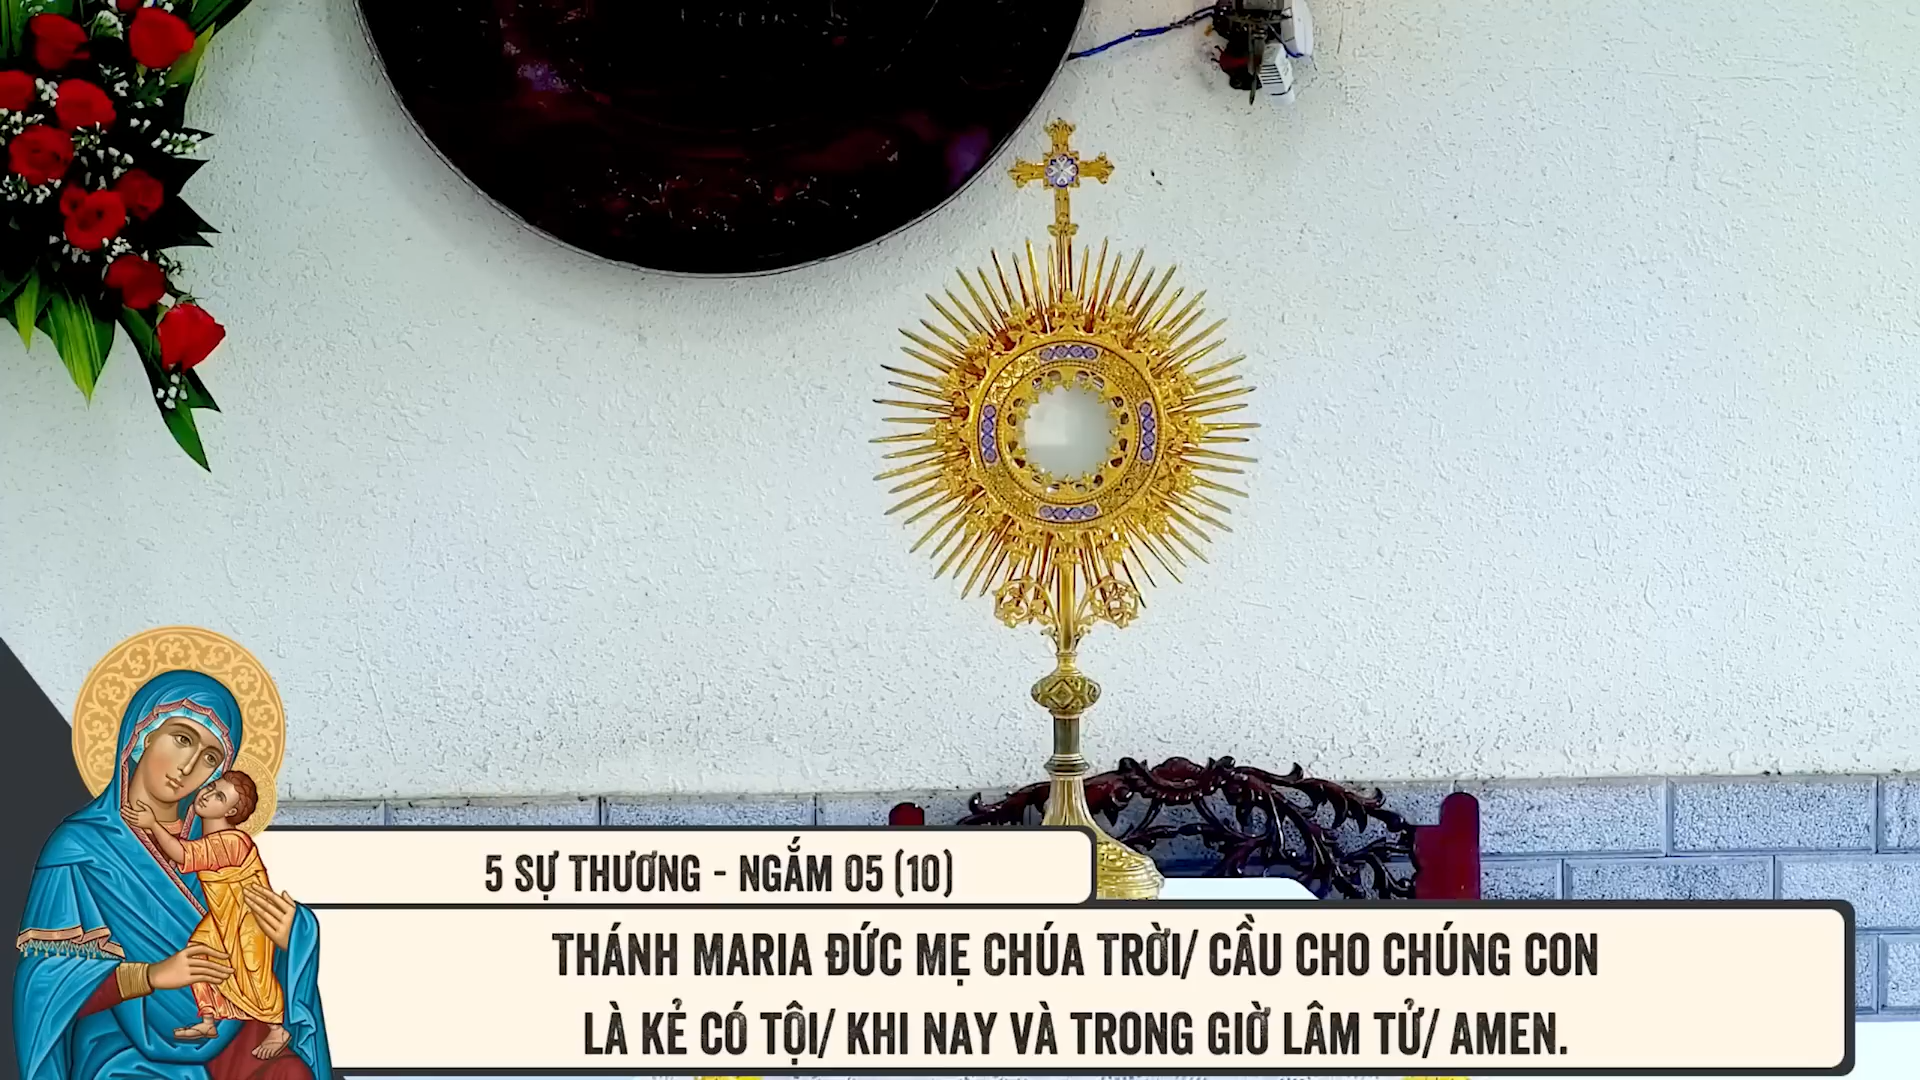 5 SỰ THƯƠNG - NGẮM 05 (10)
THÁNH MARIA ĐỨC MẸ CHÚA TRỜI/ CẦU CHO CHÚNG CON
LÀ KẺ CÓ TỘI/ KHI NAY VÀ TRONG GIỜ LÂM TỬ/ AMEN.